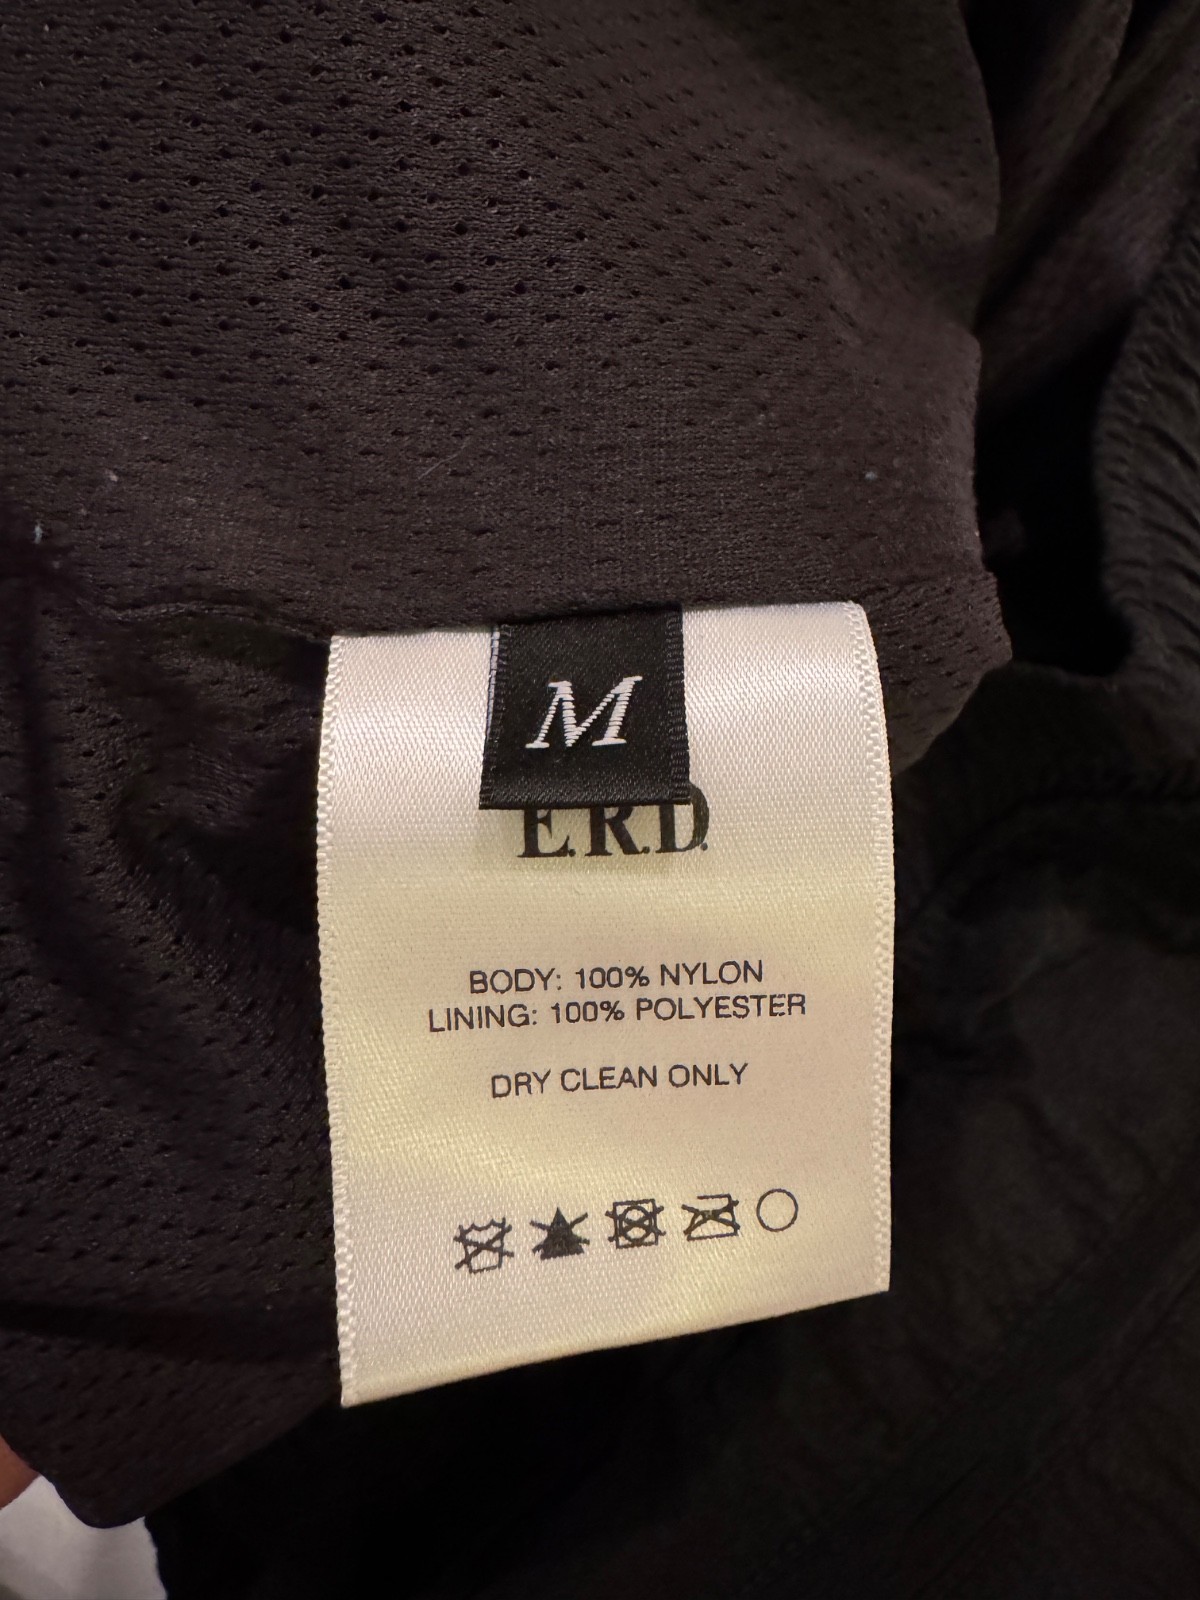 M
E.R.D.
BODY: 100% NYLON
LINING: 100% POLYESTER
DRY CLEAN ONLY